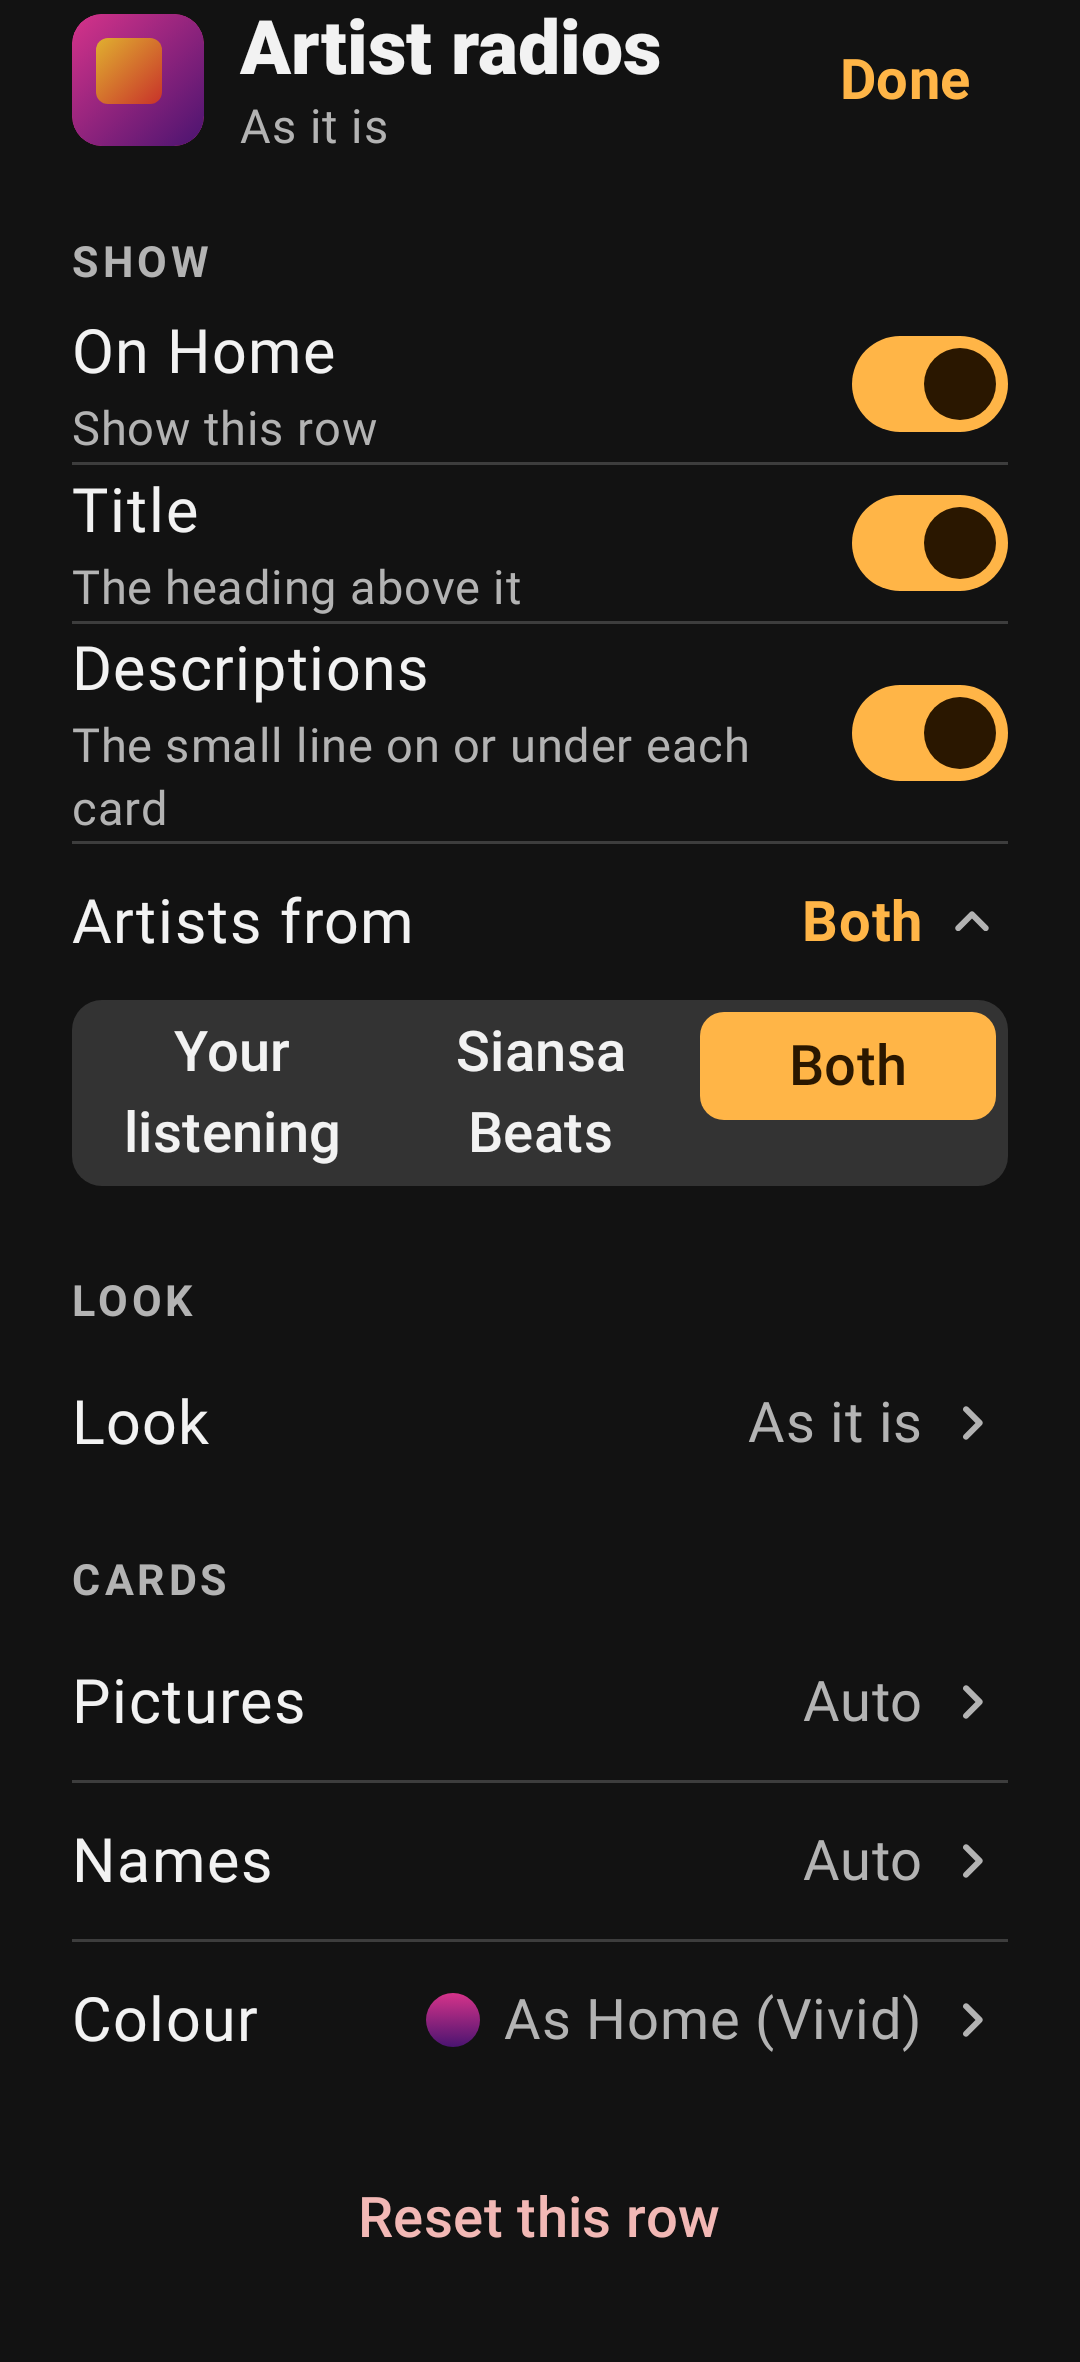 Artist radios
As it is
Done
SHOW
On Home
Show this row
Title
The heading above it
Descriptions
The small line on or under each
card
Artists from
Both
Your
listening
Siansa
Beats
Both
LOOK
Look
As it is
CARDS
Pictures
Auto
Names
Auto
Colour
As Home (Vivid)
Reset this row